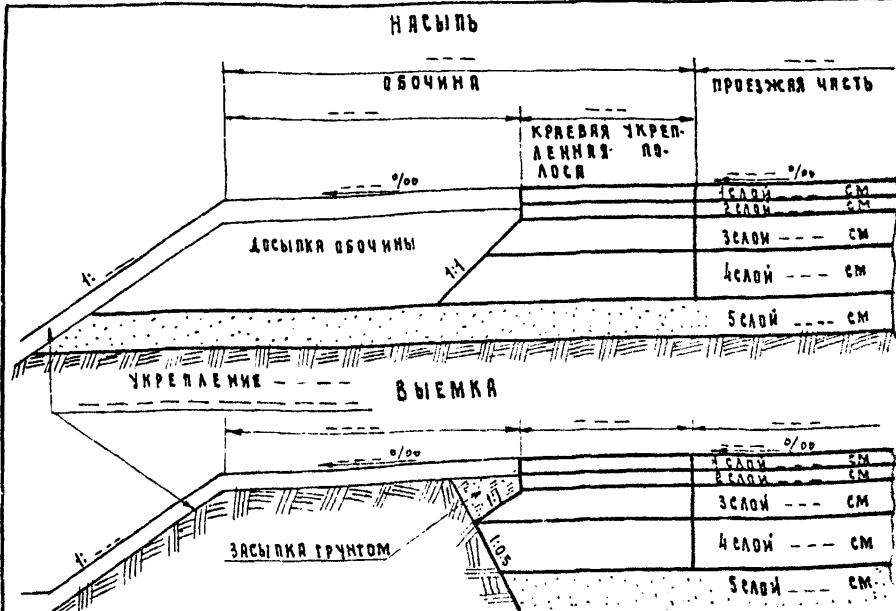 НАСЫПЬ
---
---
ОБОЧИНА
ПРОЕЗЖАЯ ЧАСТЬ
---
---
КРАЕВАЯ УКРЕП-
ЛЕННАЯ ПО-
ЛОСА
--- ‰
--- ‰
1 СЛОЙ --- СМ
2 СЛОЙ --- СМ
ДОСЫПКА ОБОЧИНЫ
3 СЛОЙ --- СМ
1: ---
1:1
4 СЛОЙ --- СМ
5 СЛОЙ ---- СМ
УКРЕПЛЕНИЕ ----
ВЫЕМКА
----
---
---
--- ‰
--- ‰
1 СЛОЙ --- СМ
2 СЛОЙ --- СМ
3 СЛОЙ --- СМ
1: ---
ЗАСЫПКА ГРУНТОМ
1:0.5
4 СЛОЙ --- СМ
5 СЛОЙ --- СМ